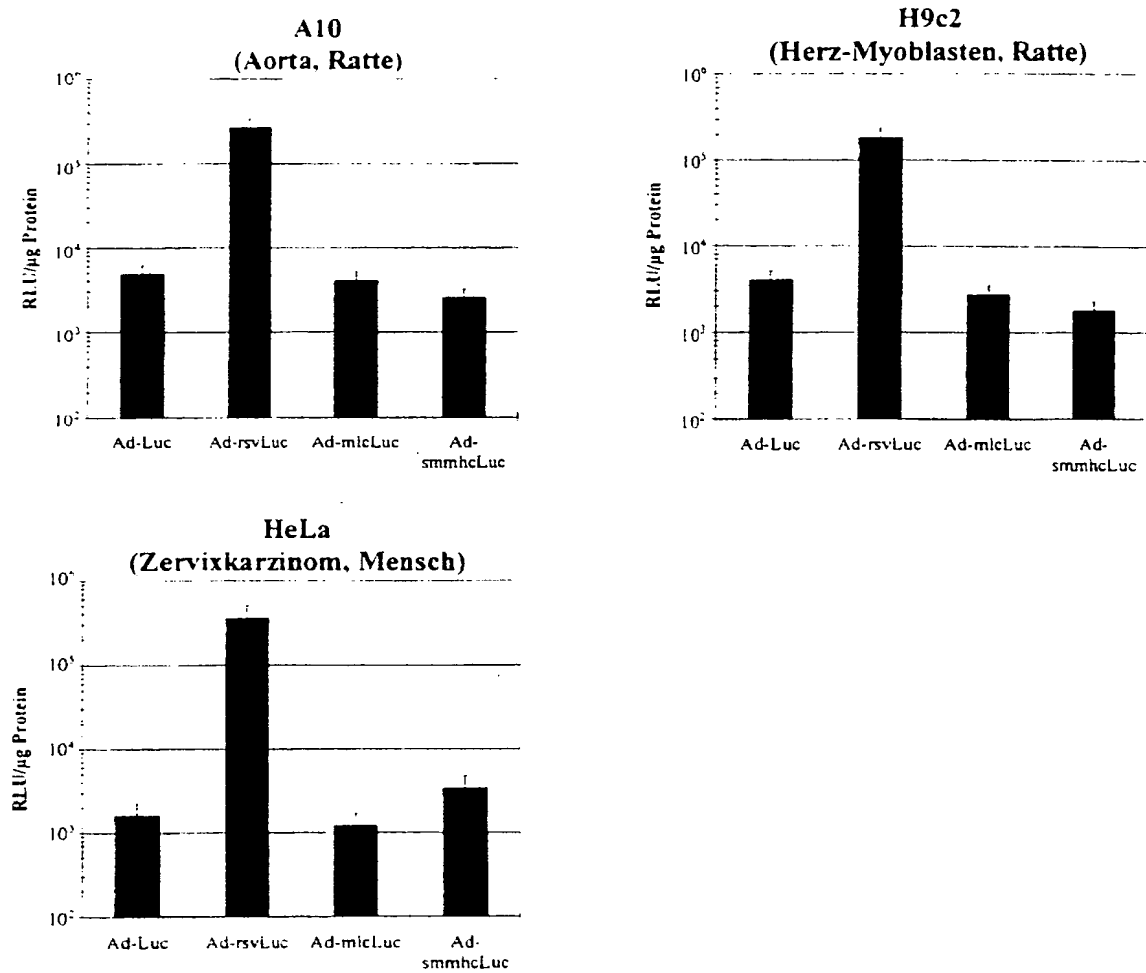 A10
(Aorta, Ratte)
RLU/µg Protein
10⁵
10⁴
10³
10²
Ad-Luc
Ad-rsvLuc
Ad-mlcLuc
Ad-
smmhcLuc
H9c2
(Herz-Myoblasten, Ratte)
RLU/µg Protein
10⁶
10⁵
10⁴
10³
10²
Ad-Luc
Ad-rsvLuc
Ad-mlcLuc
Ad-
smmhcLuc
HeLa
(Zervixkarzinom, Mensch)
RLU/µg Protein
10⁵
10⁴
10³
10²
Ad-Luc
Ad-rsvLuc
Ad-mlcLuc
Ad-
smmhcLuc